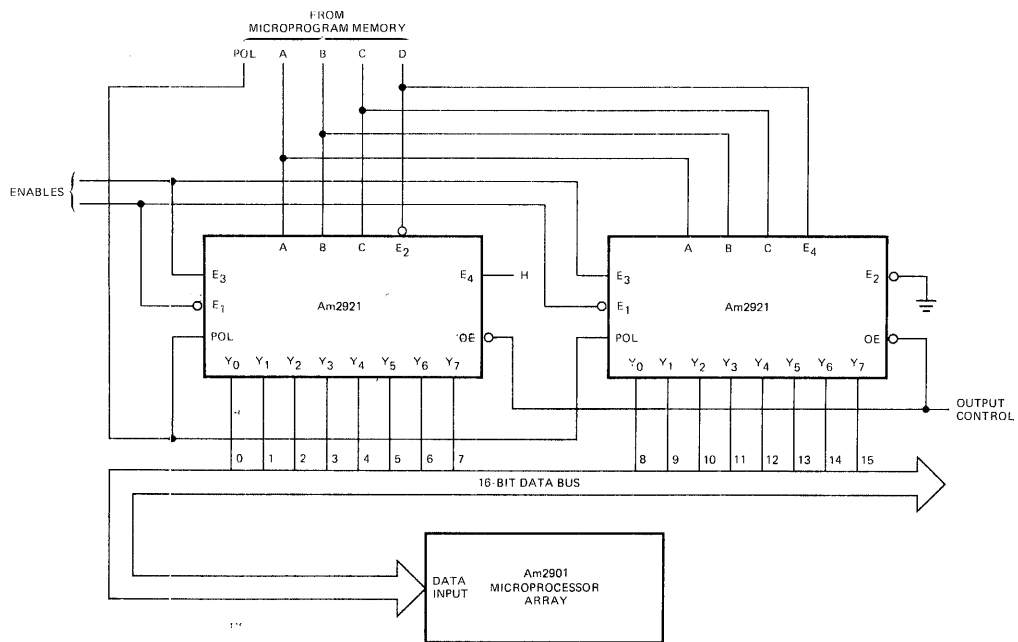 FROM
MICROPROGRAM MEMORY
POL A B C D
ENABLES
A B C E2
E3 E4 H
E1 Am2921
POL OE
Y0 Y1 Y2 Y3 Y4 Y5 Y6 Y7
A B C E4
E3 E2
E1 Am2921
POL OE
Y0 Y1 Y2 Y3 Y4 Y5 Y6 Y7
OUTPUT
CONTROL
0 1 2 3 4 5 6 7
8 9 10 11 12 13 14 15
16-BIT DATA BUS
DATA
INPUT
Am2901
MICROPROCESSOR
ARRAY